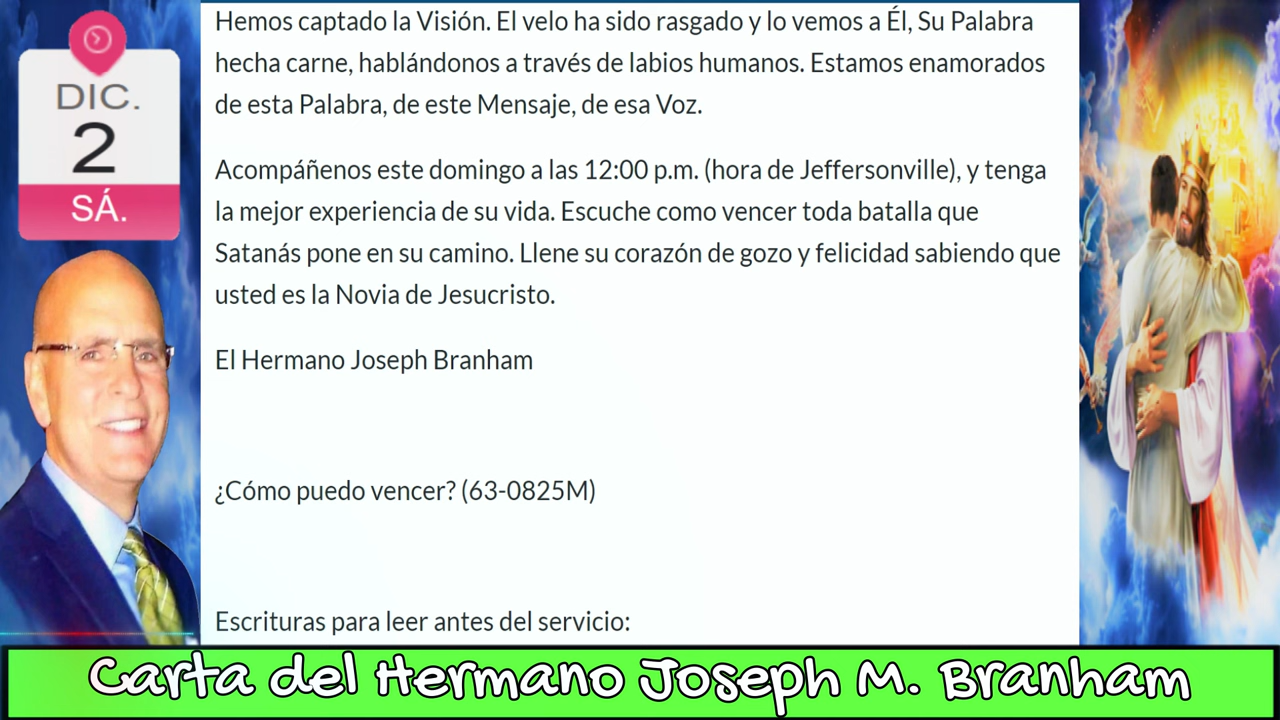 Hemos captado la Visión. El velo ha sido rasgado y lo vemos a Él, Su Palabra
hecha carne, hablándonos a través de labios humanos. Estamos enamorados
de esta Palabra, de este Mensaje, de esa Voz.
Acompáñenos este domingo a las 12:00 p.m. (hora de Jeffersonville), y tenga
la mejor experiencia de su vida. Escuche como vencer toda batalla que
Satanás pone en su camino. Llene su corazón de gozo y felicidad sabiendo que
usted es la Novia de Jesucristo.
El Hermano Joseph Branham
¿Cómo puedo vencer? (63-0825M)
Escrituras para leer antes del servicio:
DIC.
2
SÁ.
Carta del Hermano Joseph M. Branham